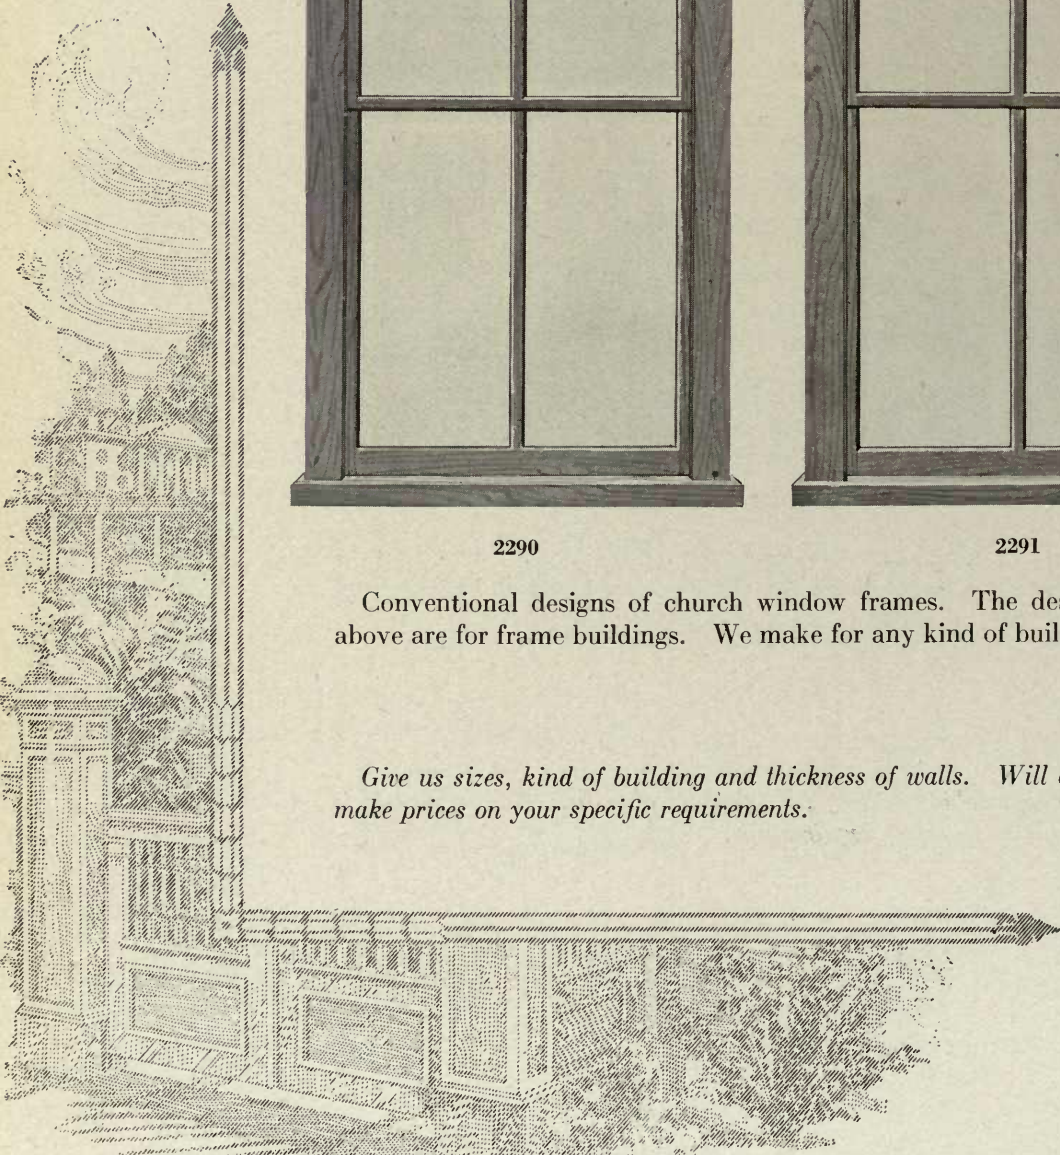 2290 2291
Conventional designs of church window frames. The
above are for frame buildings. We make for any kind of
Give us sizes, kind of building and thickness of walls. Will
make prices on your specific requirements.